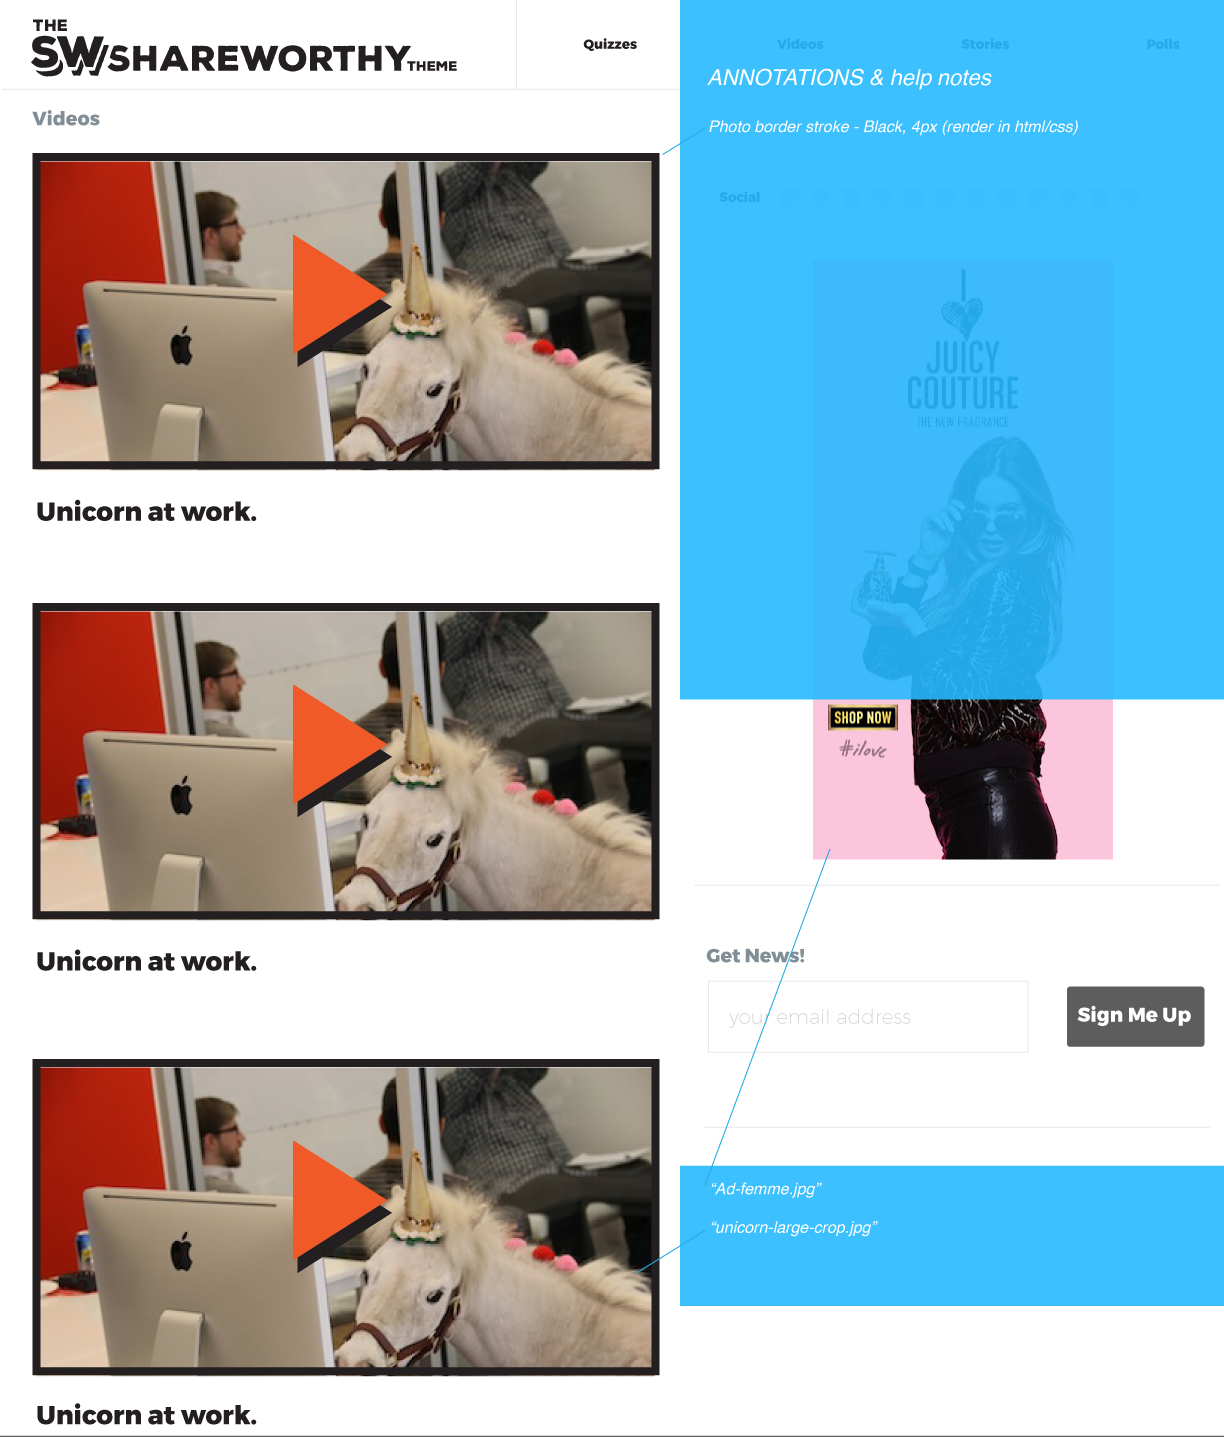 THE
SW SHAREWORTHY THEME
Quizzes
Videos
Stories
Polls
ANNOTATIONS & help notes
Photo border stroke - Black, 4px (render in html/css)
Videos
Social
I
JUICY
COUTURE
THE NEW FRAGRANCE
Unicorn at work.
SHOP NOW
#ilove
Unicorn at work.
Get News!
your email address
Sign Me Up
“Ad-femme.jpg”
“unicorn-large-crop.jpg”
Unicorn at work.